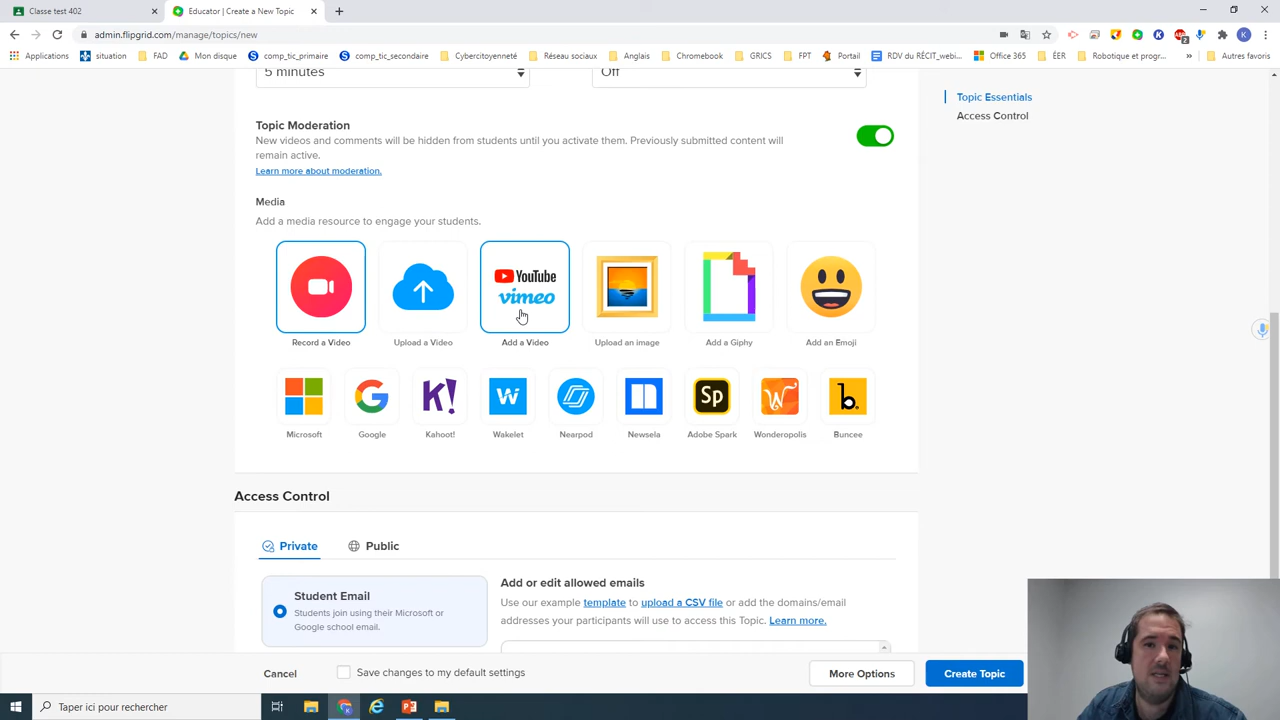 Classe test 402
Educator | Create a New Topic
admin.flipgrid.com/manage/topics/new
Applications
situation
FAD
Mon disque
comp_tic_primaire
comp_tic_secondaire
Cybercitoyenneté
Réseau sociaux
Anglais
Chromebook
GRICS
FPT
Portail
RDV du RÉCIT_webi...
Office 365
ÉER
Robotique et progr...
»
Autres favoris
5 minutes
Off
Topic Essentials
Access Control
Topic Moderation
New videos and comments will be hidden from students until you activate them. Previously submitted content will
remain active.
Learn more about moderation.
Media
Add a media resource to engage your students.
YouTube
vimeo
Record a Video
Upload a Video
Add a Video
Upload an image
Add a Giphy
Add an Emoji
K!
W
Sp
W
b.
Microsoft
Google
Kahoot!
Wakelet
Nearpod
Newsela
Adobe Spark
Wonderopolis
Buncee
Access Control
Private
Public
Student Email
Students join using their Microsoft or
Google school email.
Add or edit allowed emails
Use our example template to upload a CSV file or add the domains/email
addresses your participants will use to access this Topic. Learn more.
Cancel
Save changes to my default settings
More Options
Create Topic
Taper ici pour rechercher